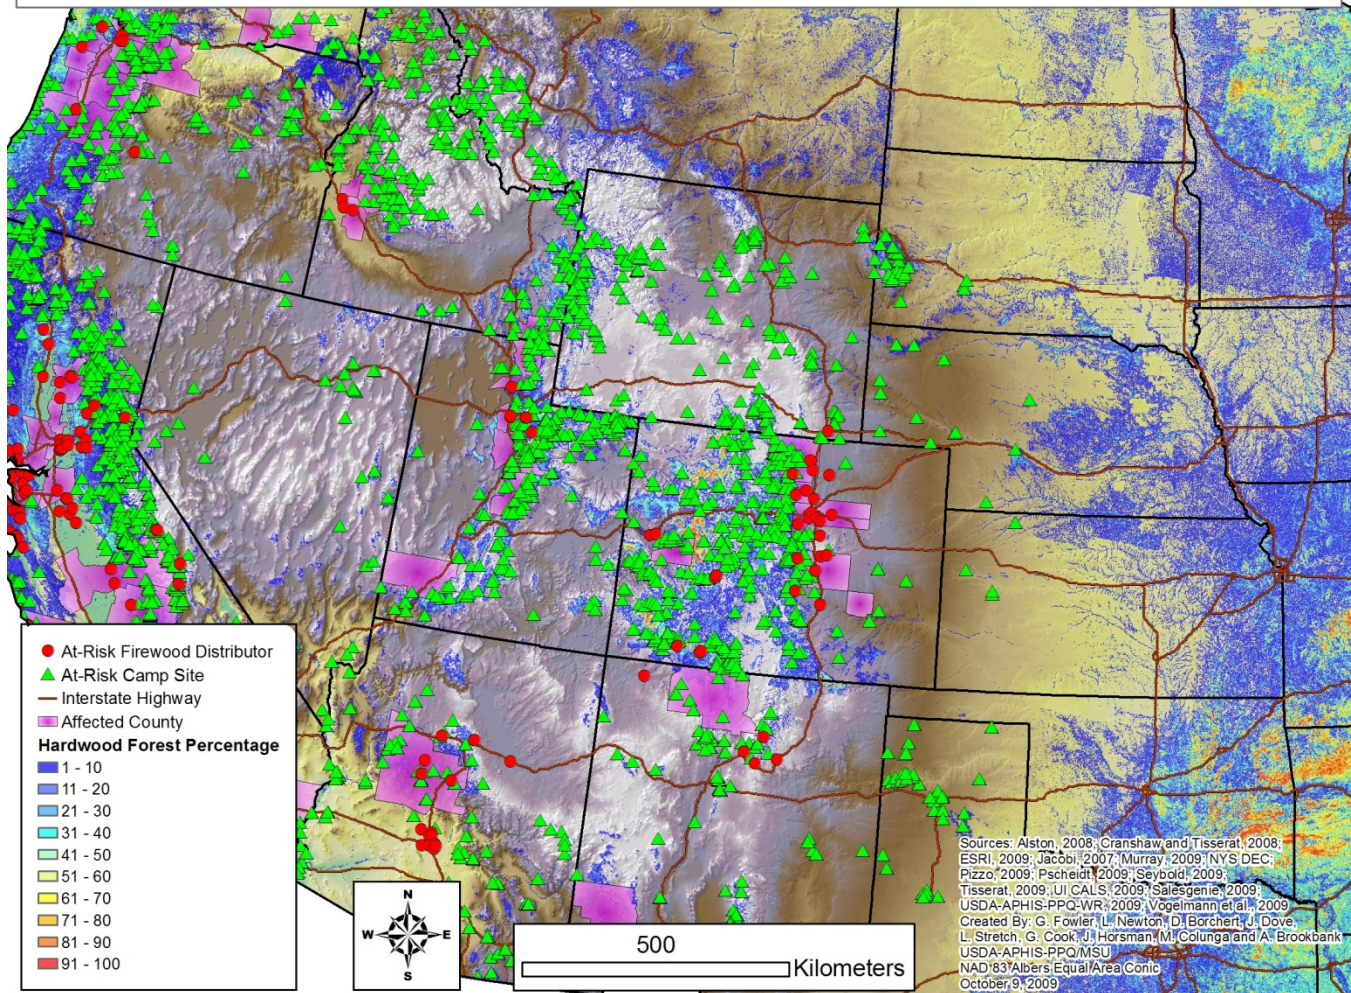 At-Risk Firewood Distributor
At-Risk Camp Site
Interstate Highway
Affected County
Hardwood Forest Percentage
1 - 10
11 - 20
21 - 30
31 - 40
41 - 50
51 - 60
61 - 70
71 - 80
81 - 90
91 - 100
N
W E
S
500
Kilometers
Sources: Alston, 2008; Cranshaw and Tisserat, 2008;
ESRI, 2009; Jacobi, 2007; Murray, 2009; NYS DEC;
Pizzo, 2009; Pscheidt, 2009; Seybold, 2009;
Tisserat, 2009; UI CALS, 2009; Salesgenie, 2009;
USDA-APHIS-PPQ-WR, 2009; Vogelmann et al., 2009
Created By: G. Fowler, L. Newton, D. Borchert, J. Dove,
L. Stretch, G. Cook, J. Horsman, M. Colunga and A. Brookbank
USDA-APHIS-PPQ/MSU
NAD 83 Albers Equal Area Conic
October 9, 2009